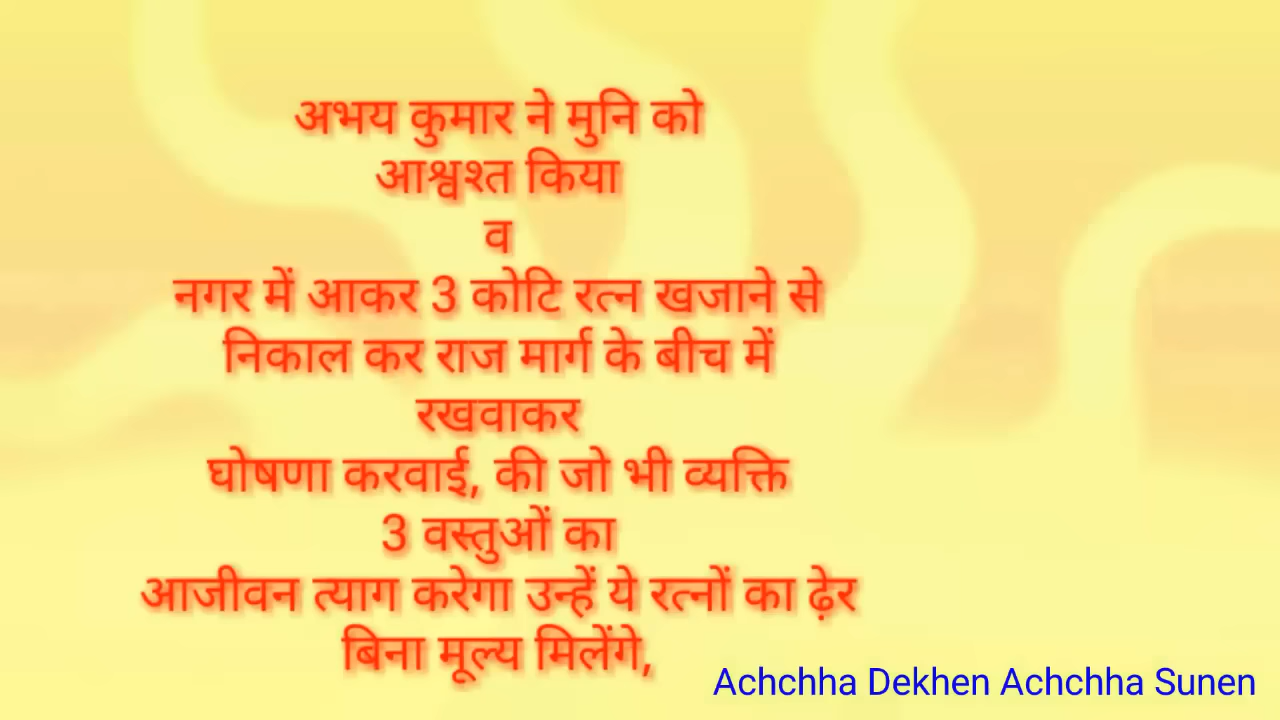 अभय कुमार ने मुनि को
आश्वश्त किया
व
नगर में आकर 3 कोटि रत्न खजाने से
निकाल कर राज मार्ग के बीच में
रखवाकर
घोषणा करवाई, की जो भी व्यक्ति
3 वस्तुओं का
आजीवन त्याग करेगा उन्हें ये रत्नों का ढ़ेर
बिना मूल्य मिलेंगे,
Achchha Dekhen Achchha Sunen